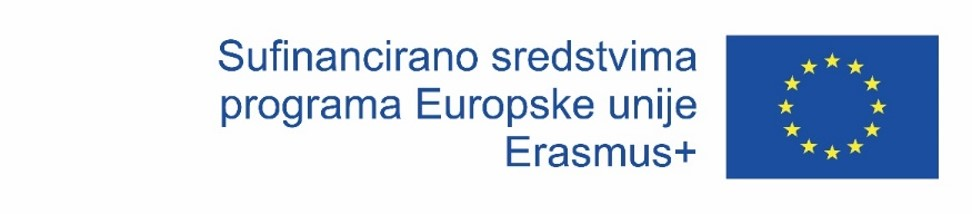 Sufinancirano sredstvima
programa Europske unije
Erasmus+